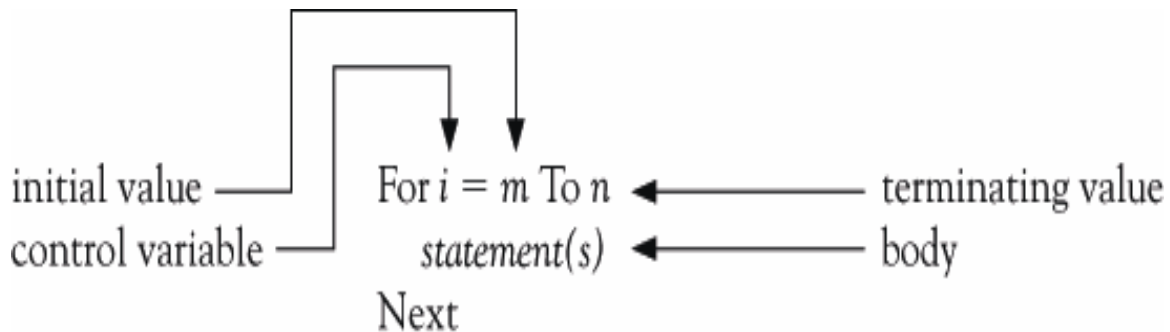 initial value For i = m To n terminating value
control variable statement(s) body
Next